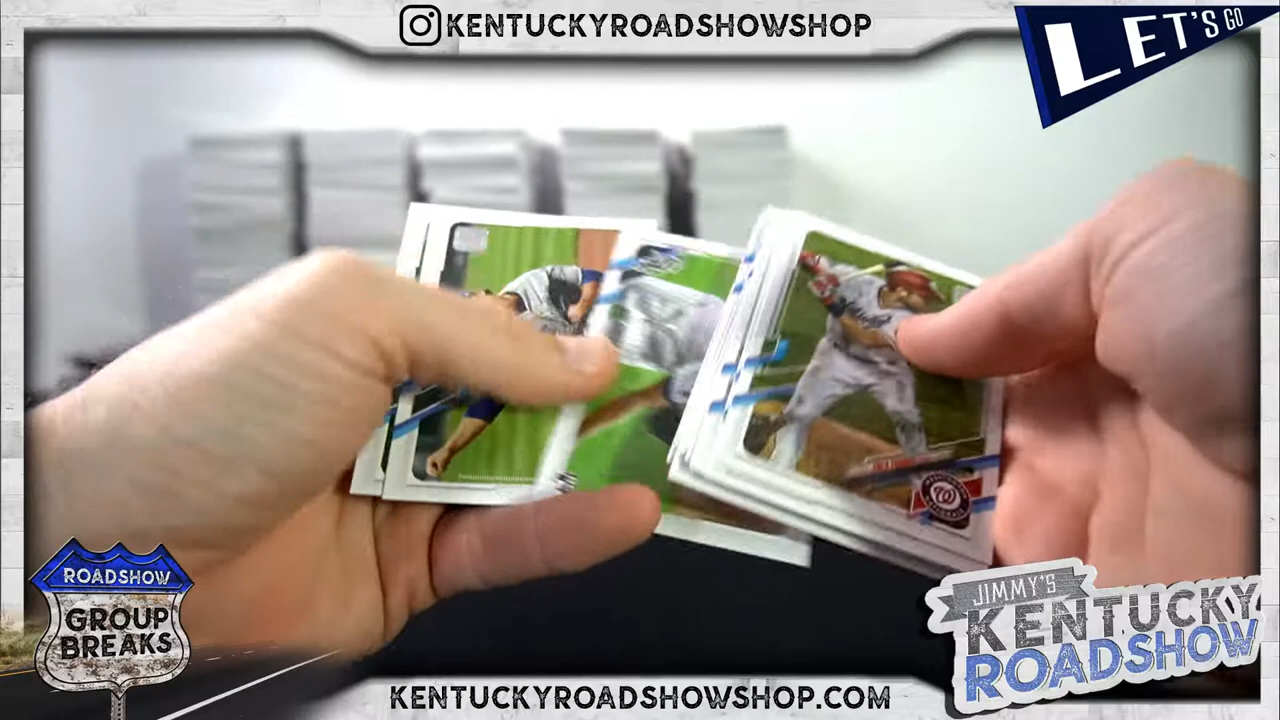 KENTUCKYROADSHOWSHOP
LET'S GO
ROADSHOW
GROUP
BREAKS
JIMMY'S
KENTUCKY
ROADSHOW
KENTUCKYROADSHOWSHOP.COM